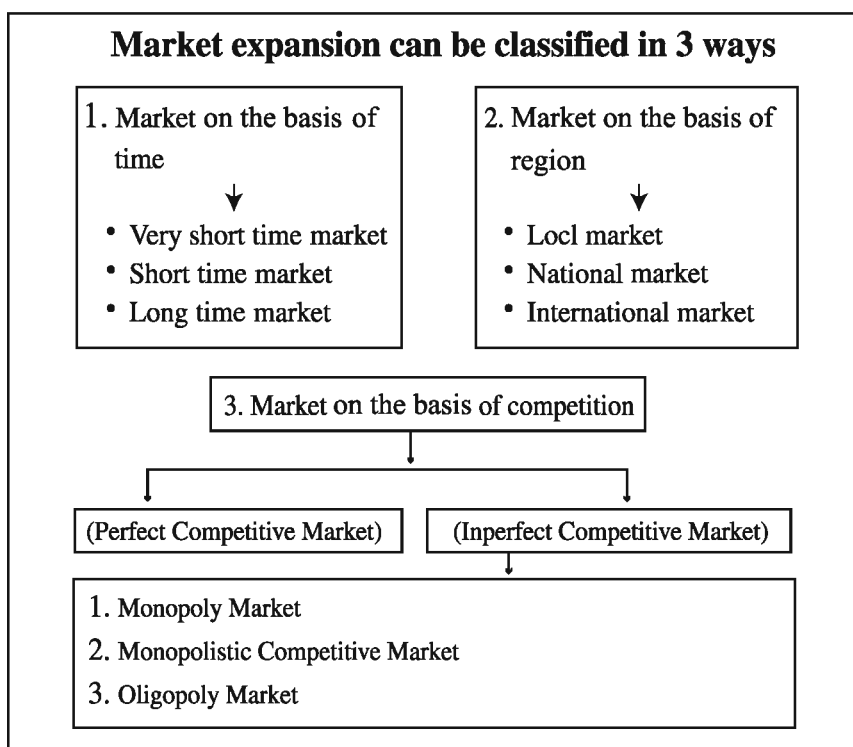 Market expansion can be classified in 3 ways
1. Market on the basis of
time
• Very short time market
• Short time market
• Long time market
2. Market on the basis of
region
• Locl market
• National market
• International market
3. Market on the basis of competition
(Perfect Competitive Market)
(Inperfect Competitive Market)
1. Monopoly Market
2. Monopolistic Competitive Market
3. Oligopoly Market